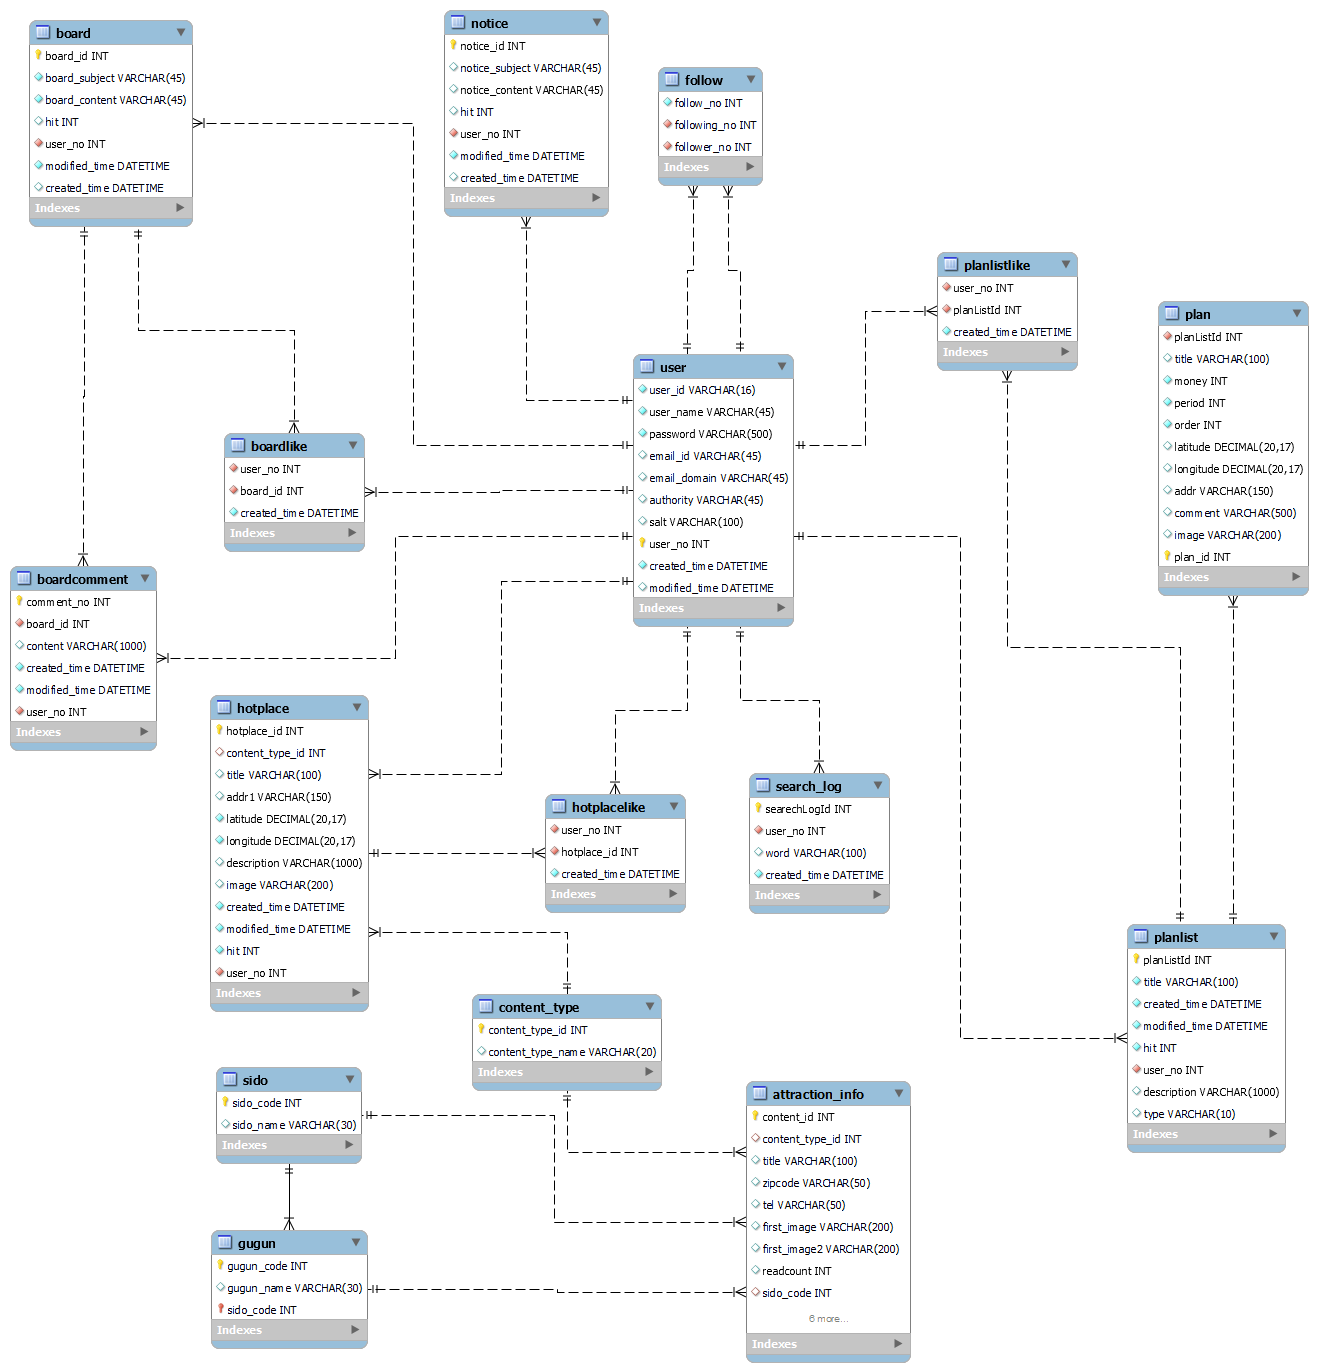 board
board_id INT
board_subject VARCHAR(45)
board_content VARCHAR(45)
hit INT
user_no INT
modified_time DATETIME
created_time DATETIME
Indexes
notice
notice_id INT
notice_subject VARCHAR(45)
notice_content VARCHAR(45)
hit INT
user_no INT
modified_time DATETIME
created_time DATETIME
Indexes
follow
follow_no INT
following_no INT
follower_no INT
Indexes
planlistlike
user_no INT
planListId INT
created_time DATETIME
Indexes
plan
planListId INT
title VARCHAR(100)
money INT
period INT
order INT
latitude DECIMAL(20,17)
longitude DECIMAL(20,17)
addr VARCHAR(150)
comment VARCHAR(500)
image VARCHAR(200)
plan_id INT
Indexes
user
user_id VARCHAR(16)
user_name VARCHAR(45)
password VARCHAR(500)
email_id VARCHAR(45)
email_domain VARCHAR(45)
authority VARCHAR(45)
salt VARCHAR(100)
user_no INT
created_time DATETIME
modified_time DATETIME
Indexes
boardlike
user_no INT
board_id INT
created_time DATETIME
Indexes
boardcomment
comment_no INT
board_id INT
content VARCHAR(1000)
created_time DATETIME
modified_time DATETIME
user_no INT
Indexes
hotplace
hotplace_id INT
content_type_id INT
title VARCHAR(100)
addr1 VARCHAR(150)
latitude DECIMAL(20,17)
longitude DECIMAL(20,17)
description VARCHAR(1000)
image VARCHAR(200)
created_time DATETIME
modified_time DATETIME
hit INT
user_no INT
Indexes
hotplacelike
user_no INT
hotplace_id INT
created_time DATETIME
Indexes
search_log
searechLogId INT
user_no INT
word VARCHAR(100)
created_time DATETIME
Indexes
planlist
planListId INT
title VARCHAR(100)
created_time DATETIME
modified_time DATETIME
hit INT
user_no INT
description VARCHAR(1000)
type VARCHAR(10)
Indexes
content_type
content_type_id INT
content_type_name VARCHAR(20)
Indexes
sido
sido_code INT
sido_name VARCHAR(30)
Indexes
attraction_info
content_id INT
content_type_id INT
title VARCHAR(100)
zipcode VARCHAR(50)
tel VARCHAR(50)
first_image VARCHAR(200)
first_image2 VARCHAR(200)
readcount INT
sido_code INT
6 more...
Indexes
gugun
gugun_code INT
gugun_name VARCHAR(30)
sido_code INT
Indexes